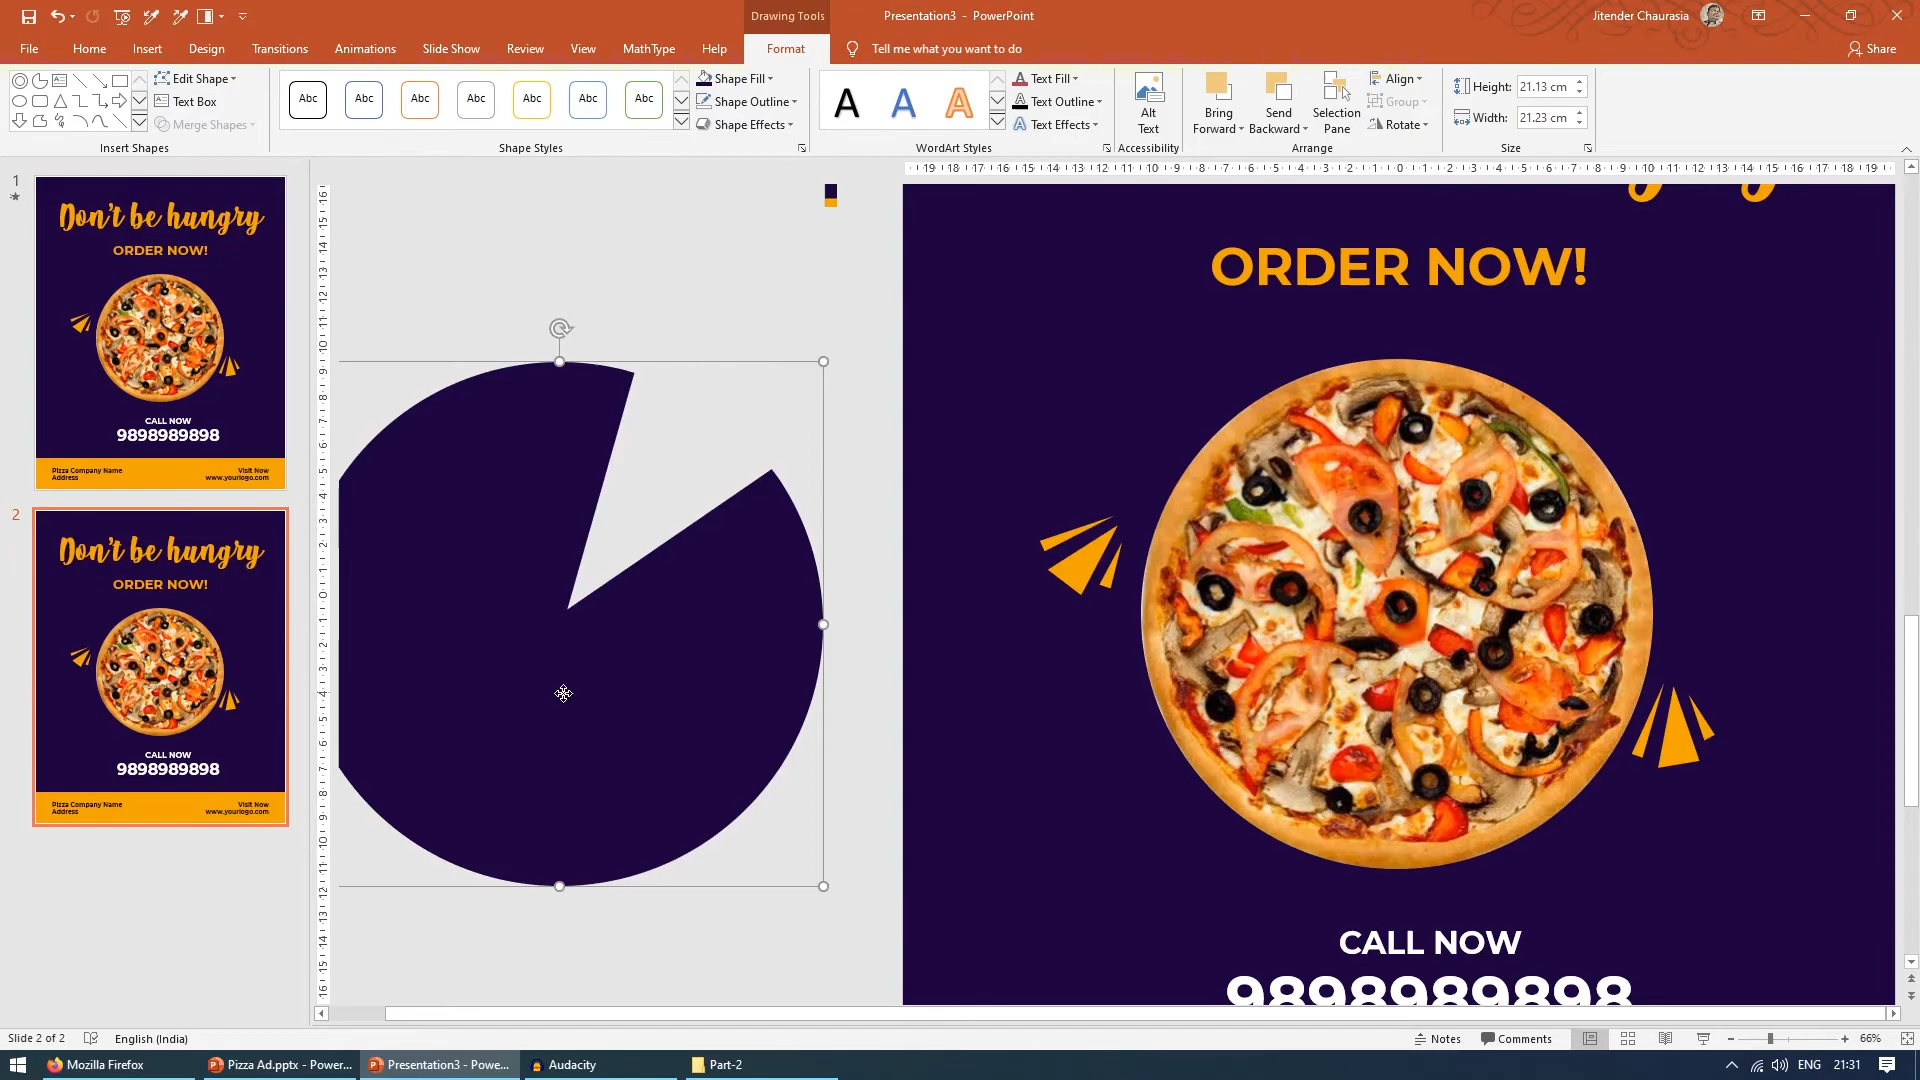 Drawing Tools
Presentation3 - PowerPoint
Jitender Chaurasia
File Home Insert Design Transitions Animations Slide Show Review View MathType Help Format Tell me what you want to do Share
Edit Shape
Text Box
Merge Shapes
Insert Shapes
Abc Abc Abc Abc Abc Abc Abc
Shape Fill
Shape Outline
Shape Effects
Shape Styles
A A A
Text Fill
Text Outline
Text Effects
WordArt Styles
Alt
Text
Accessibility
Bring
Forward
Send
Backward
Selection
Pane
Align
Group
Rotate
Arrange
Height: 21.13 cm
Width: 21.23 cm
Size
1
Don't be hungry
ORDER NOW!
CALL NOW
9898989898
Pizza Company Name
Address
Visit Now
www.yourlogo.com
2
Don't be hungry
ORDER NOW!
CALL NOW
9898989898
Pizza Company Name
Address
Visit Now
www.yourlogo.com
ORDER NOW!
CALL NOW
9898989898
Slide 2 of 2
English (India)
Notes
Comments
66%
Mozilla Firefox
Pizza Ad.pptx - Power...
Presentation3 - Powe...
Audacity
Part-2
ENG
21:31